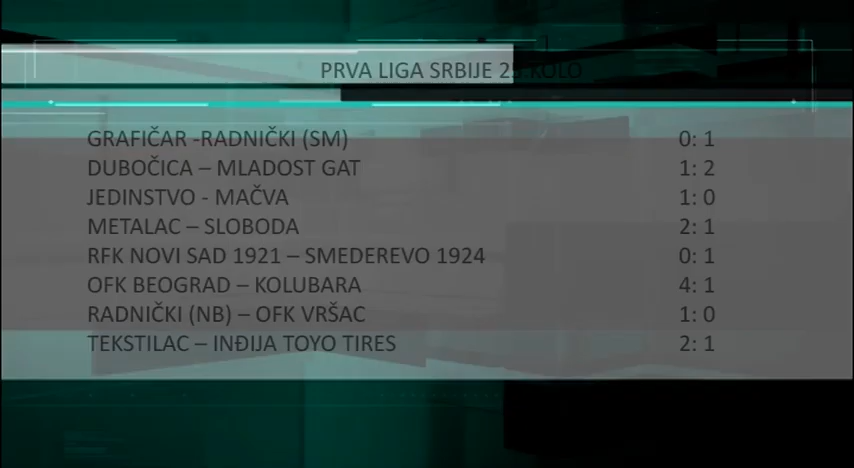 PRVA LIGA SRBIJE 25.KOLO
GRAFIČAR -RADNIČKI (SM) 0: 1
DUBOČICA – MLADOST GAT 1: 2
JEDINSTVO - MAČVA 1: 0
METALAC – SLOBODA 2: 1
RFK NOVI SAD 1921 – SMEDEREVO 1924 0: 1
OFK BEOGRAD – KOLUBARA 4: 1
RADNIČKI (NB) – OFK VRŠAC 1: 0
TEKSTILAC – INĐIJA TOYO TIRES 2: 1